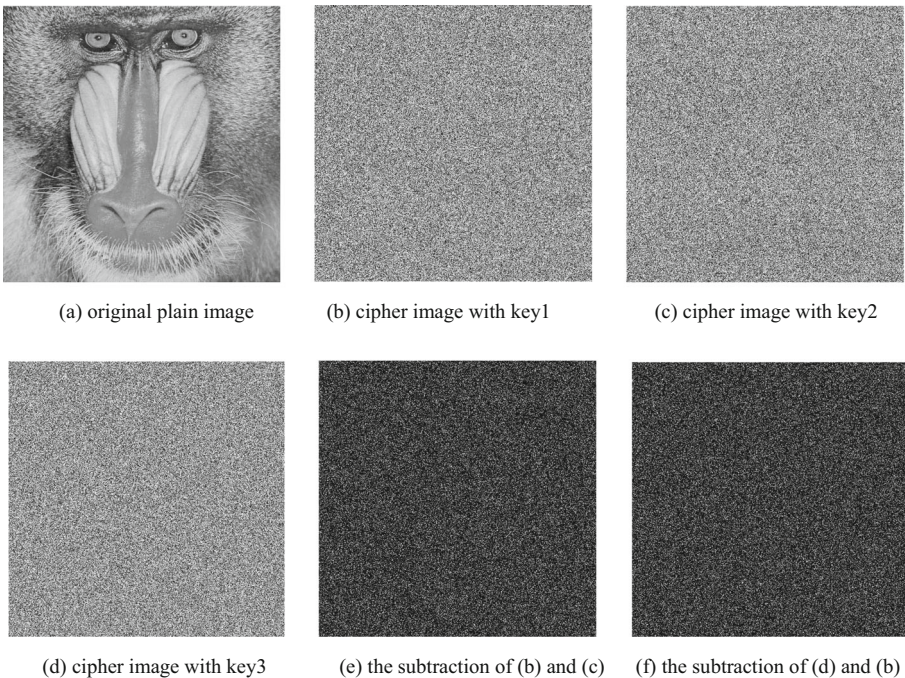 (a) original plain image
(b) cipher image with key1
(c) cipher image with key2
(d) cipher image with key3
(e) the subtraction of (b) and (c)
(f) the subtraction of (d) and (b)